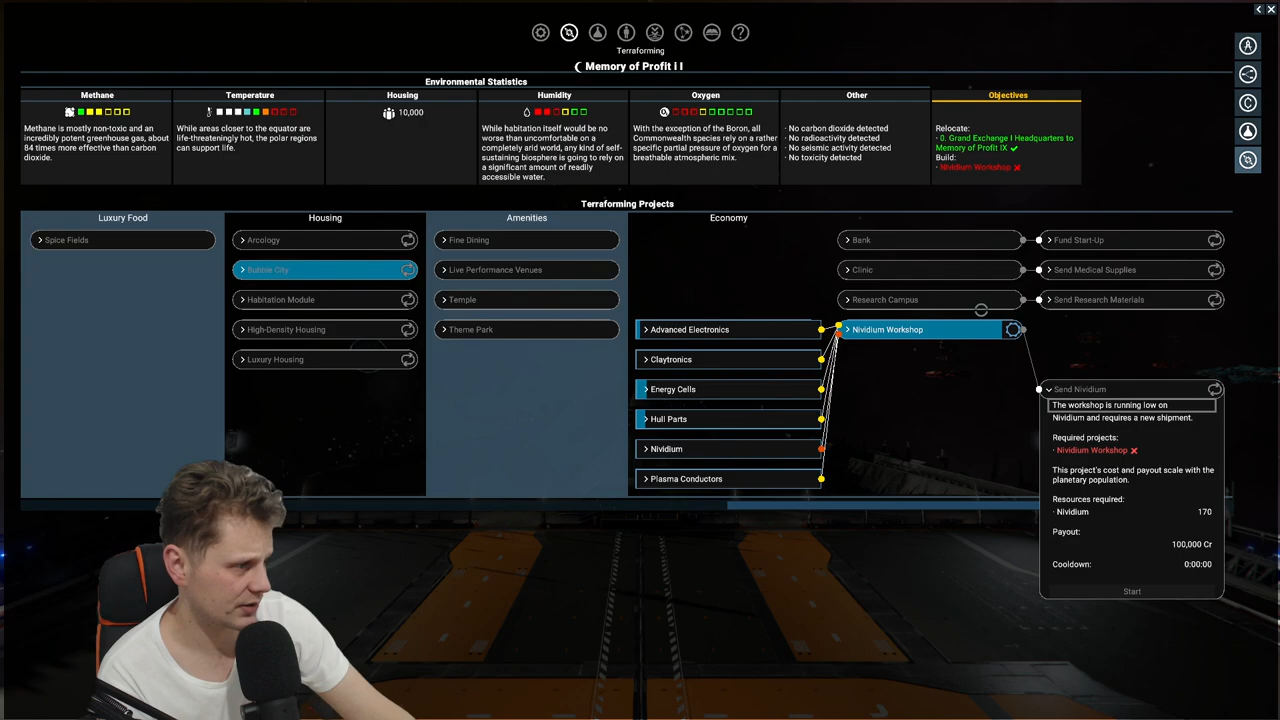 Terraforming
Memory of Profit I I
Environmental Statistics
Methane
Methane is mostly non-toxic and an
incredibly potent greenhouse gas, about
84 times more effective than carbon
dioxide.
Temperature
While areas closer to the equator are
life-threateningly hot, the polar regions
can support life.
Housing
10,000
Humidity
While habitation itself would be no
worse than uncomfortable on a
completely arid world, any kind of self-
sustaining biosphere is going to rely on
a significant amount of readily
accessible water.
Oxygen
With the exception of the Boron, all
Commonwealth species rely on a rather
specific partial pressure of oxygen for a
breathable atmospheric mix.
Other
· No carbon dioxide detected
· No radioactivity detected
· No seismic activity detected
· No toxicity detected
Objectives
Relocate:
· 0. Grand Exchange I Headquarters to
Memory of Profit IX
Build:
· Nividium Workshop
Terraforming Projects
Luxury Food
Spice Fields
Housing
Arcology
Bubble City
Habitation Module
High-Density Housing
Luxury Housing
Amenities
Fine Dining
Live Performance Venues
Temple
Theme Park
Economy
Advanced Electronics
Claytronics
Energy Cells
Hull Parts
Nividium
Plasma Conductors
Bank
Clinic
Research Campus
Nividium Workshop
Fund Start-Up
Send Medical Supplies
Send Research Materials
Send Nividium
The workshop is running low on
Nividium and requires a new shipment.
Required projects:
· Nividium Workshop
This project's cost and payout scale with the
planetary population.
Resources required:
· Nividium 170
Payout:
100,000 Cr
Cooldown: 0:00:00
Start